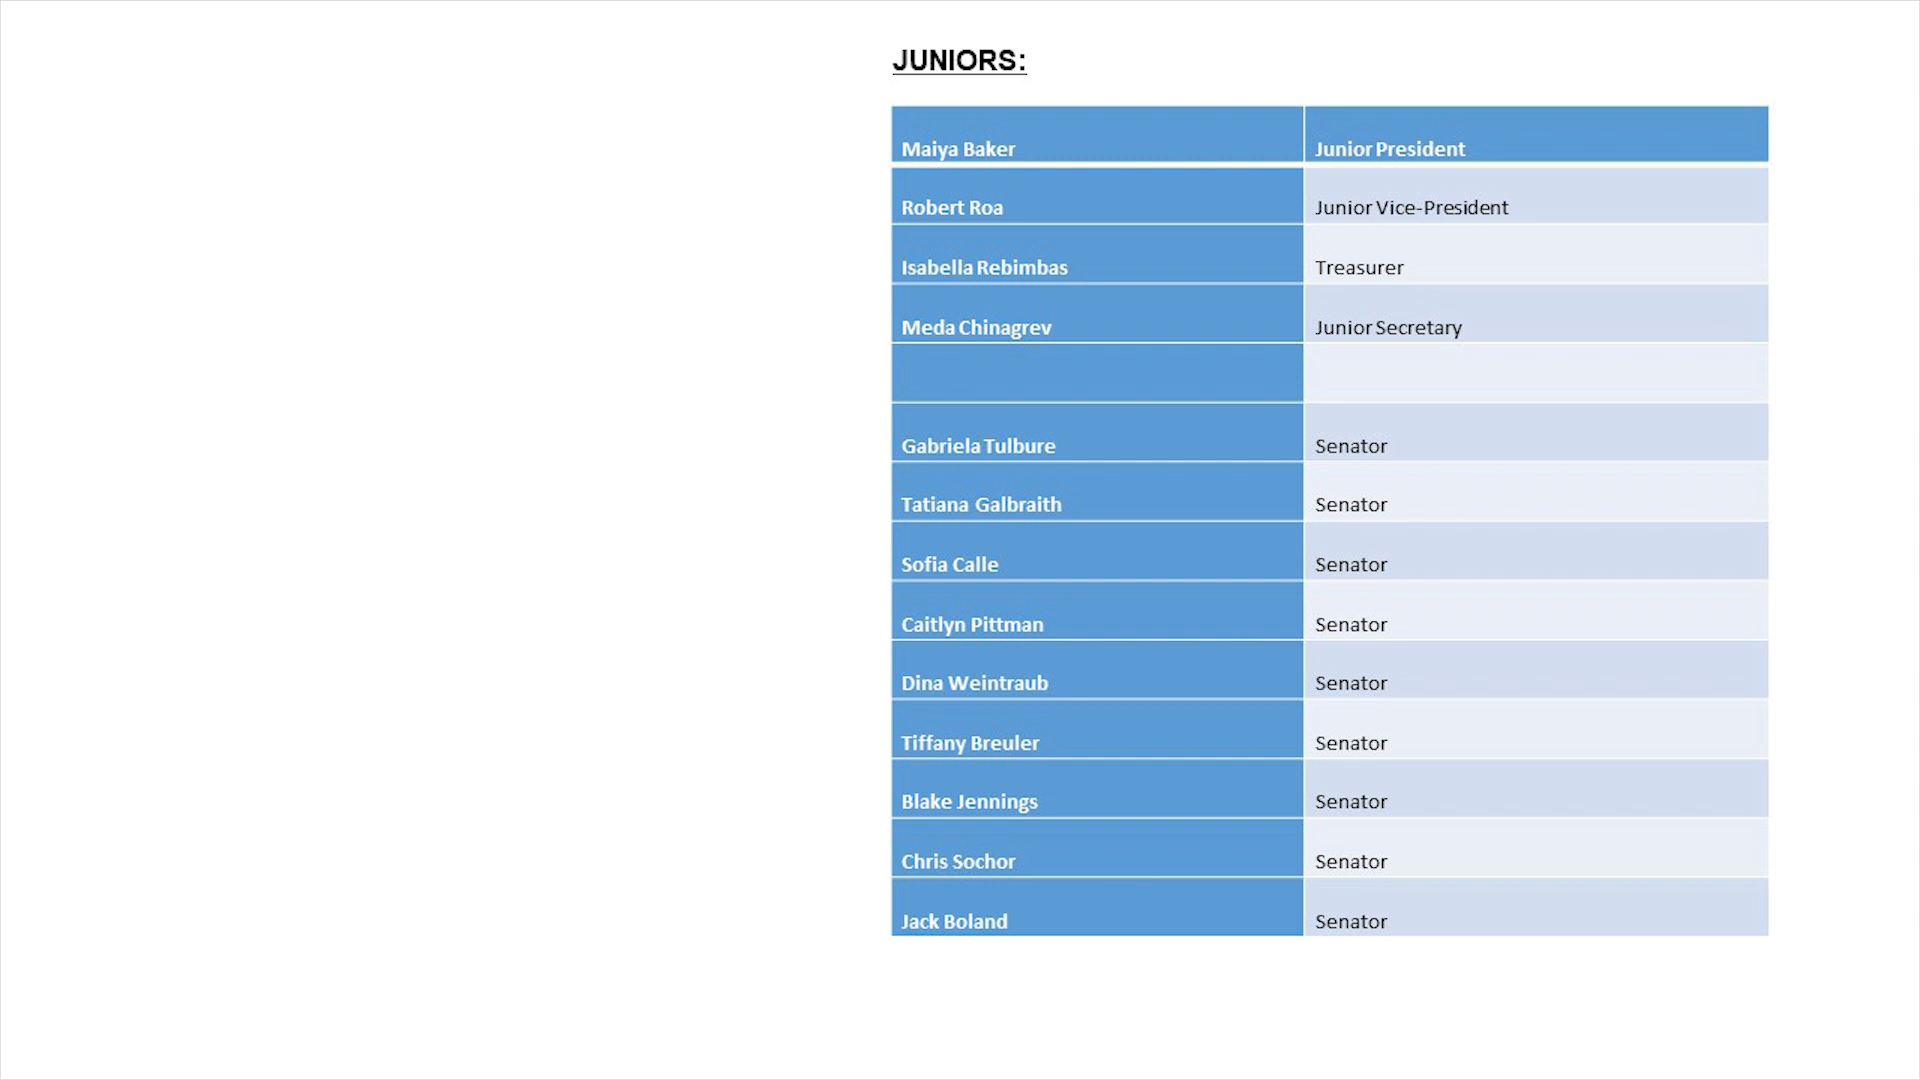 JUNIORS:
Maiya Baker Junior President
Robert Roa Junior Vice-President
Isabella Rebimbas Treasurer
Meda Chinagrev Junior Secretary
Gabriela Tulbure Senator
Tatiana Galbraith Senator
Sofia Calle Senator
Caitlyn Pittman Senator
Dina Weintraub Senator
Tiffany Breuler Senator
Blake Jennings Senator
Chris Sochor Senator
Jack Boland Senator